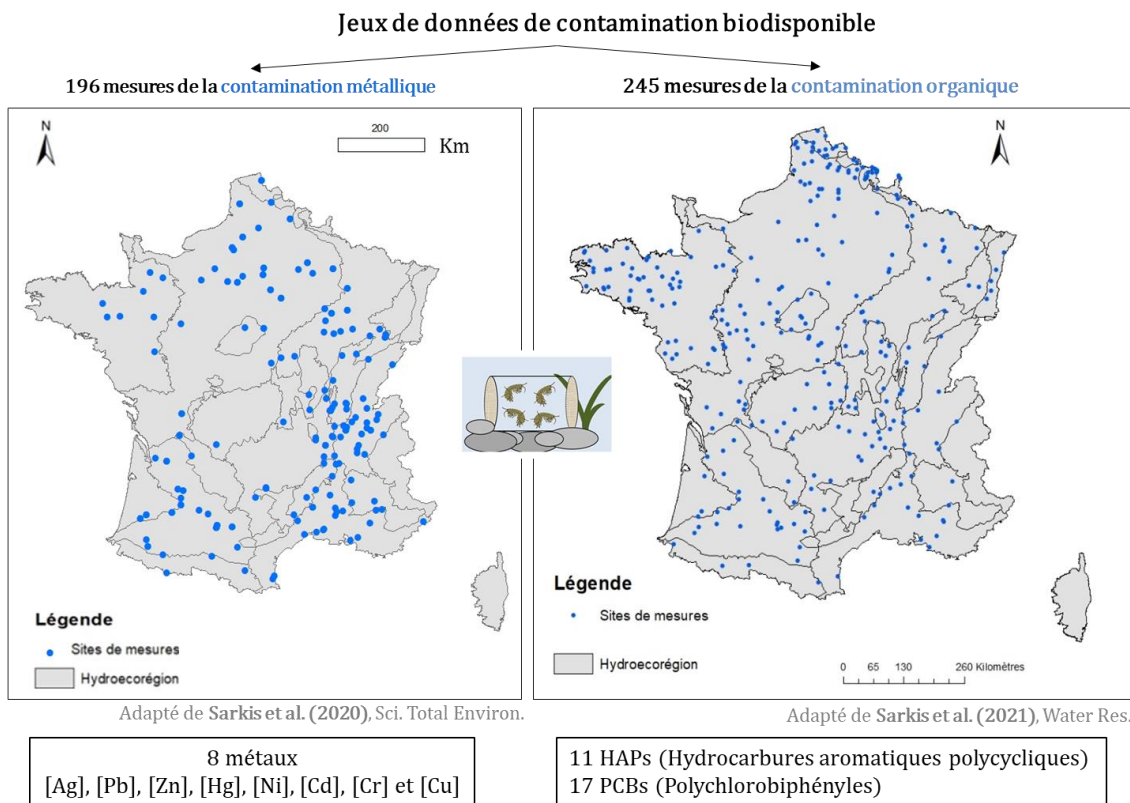 Jeux de données de contamination biodisponible
196 mesures de la contamination métallique
245 mesures de la contamination organique
N
200
Km
Légende
Sites de mesures
Hydroecorégion
N
Légende
Sites de mesures
Hydroecorégion
0 65 130 260 Kilomètres
Adapté de Sarkis et al. (2020), Sci. Total Environ.
Adapté de Sarkis et al. (2021), Water Res.
8 métaux
[Ag], [Pb], [Zn], [Hg], [Ni], [Cd], [Cr] et [Cu]
11 HAPs (Hydrocarbures aromatiques polycycliques)
17 PCBs (Polychlorobiphényles)